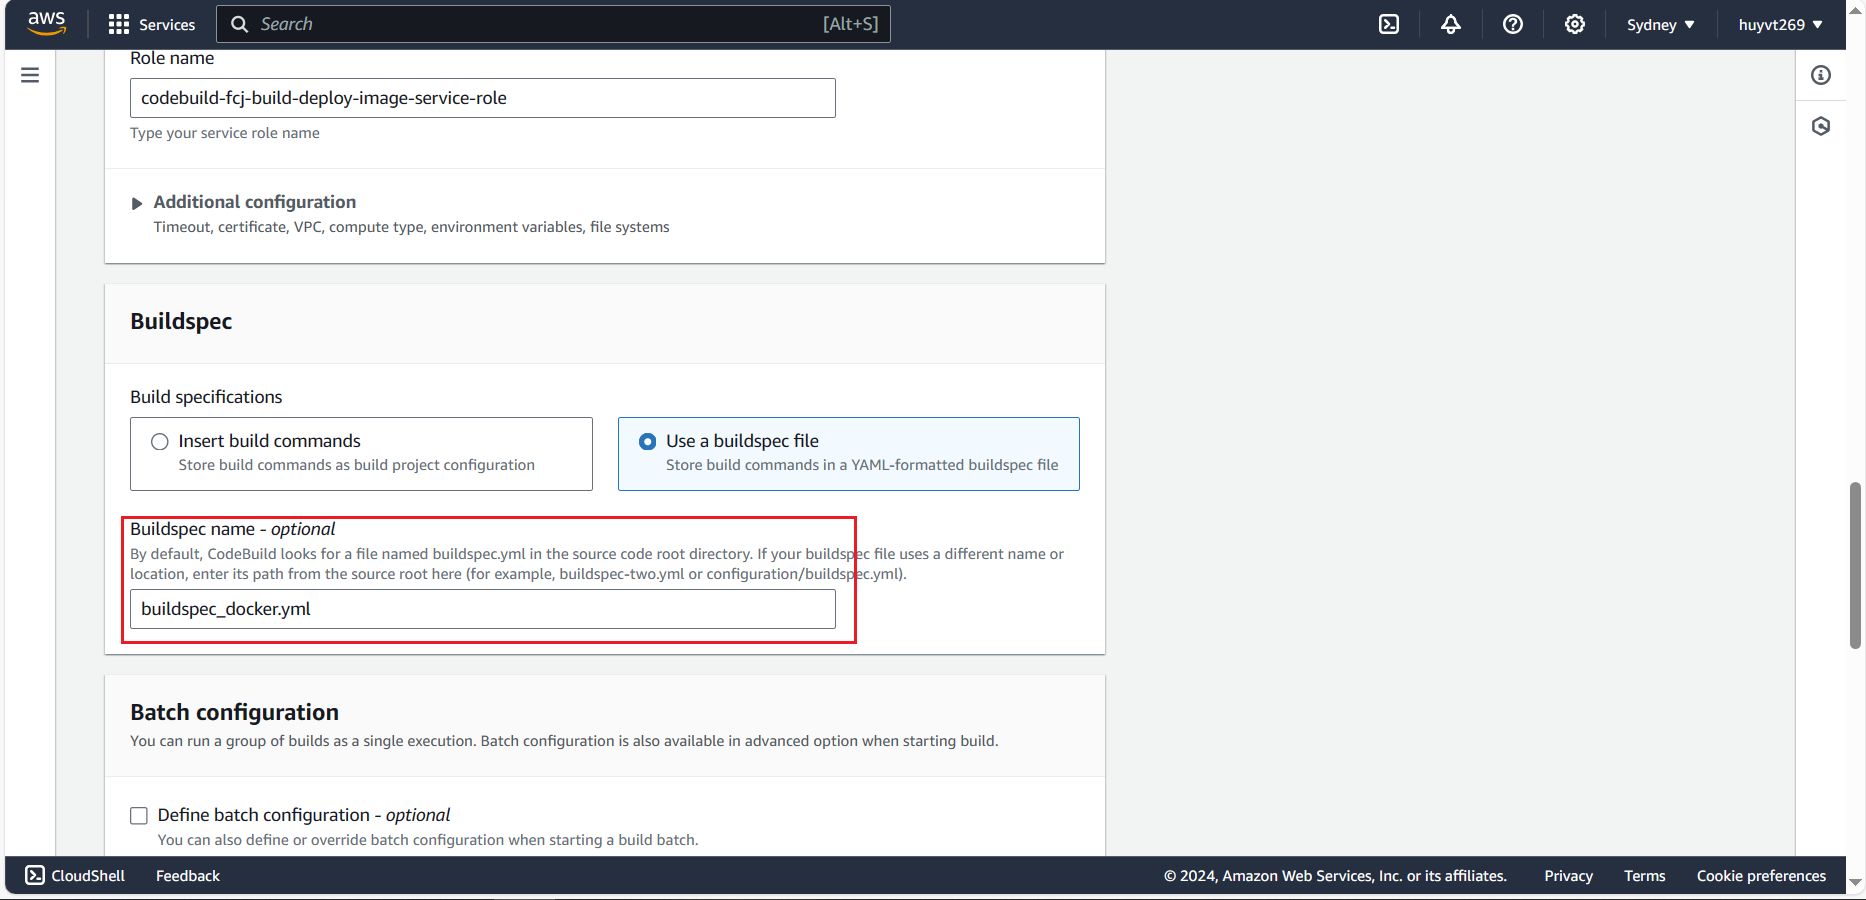 aws
Services
Search [Alt+S]
Sydney
huyvt269
Role name
codebuild-fcj-build-deploy-image-service-role
Type your service role name
Additional configuration
Timeout, certificate, VPC, compute type, environment variables, file systems
Buildspec
Build specifications
Insert build commands
Store build commands as build project configuration
Use a buildspec file
Store build commands in a YAML-formatted buildspec file
Buildspec name - optional
By default, CodeBuild looks for a file named buildspec.yml in the source code root directory. If your buildspec file uses a different name or
location, enter its path from the source root here (for example, buildspec-two.yml or configuration/buildspec.yml).
buildspec_docker.yml
Batch configuration
You can run a group of builds as a single execution. Batch configuration is also available in advanced option when starting build.
Define batch configuration - optional
You can also define or override batch configuration when starting a build batch.
CloudShell
Feedback
© 2024, Amazon Web Services, Inc. or its affiliates.
Privacy
Terms
Cookie preferences